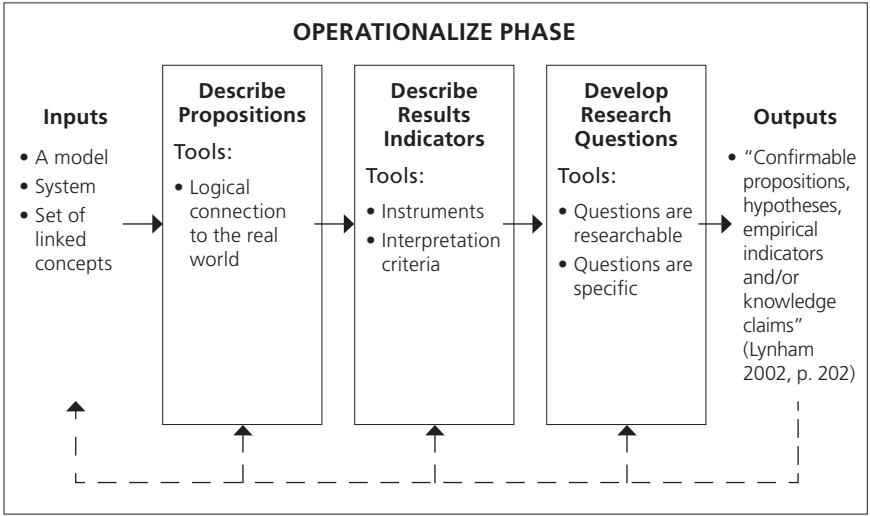 OPERATIONALIZE PHASE
Inputs
• A model
• System
• Set of
linked
concepts
Describe
Propositions
Tools:
• Logical
connection
to the real
world
Describe
Results
Indicators
Tools:
• Instruments
• Interpretation
criteria
Develop
Research
Questions
Tools:
• Questions are
researchable
• Questions are
specific
Outputs
• “Confirmable
propositions,
hypotheses,
empirical
indicators
and/or
knowledge
claims”
(Lynham
2002, p. 202)